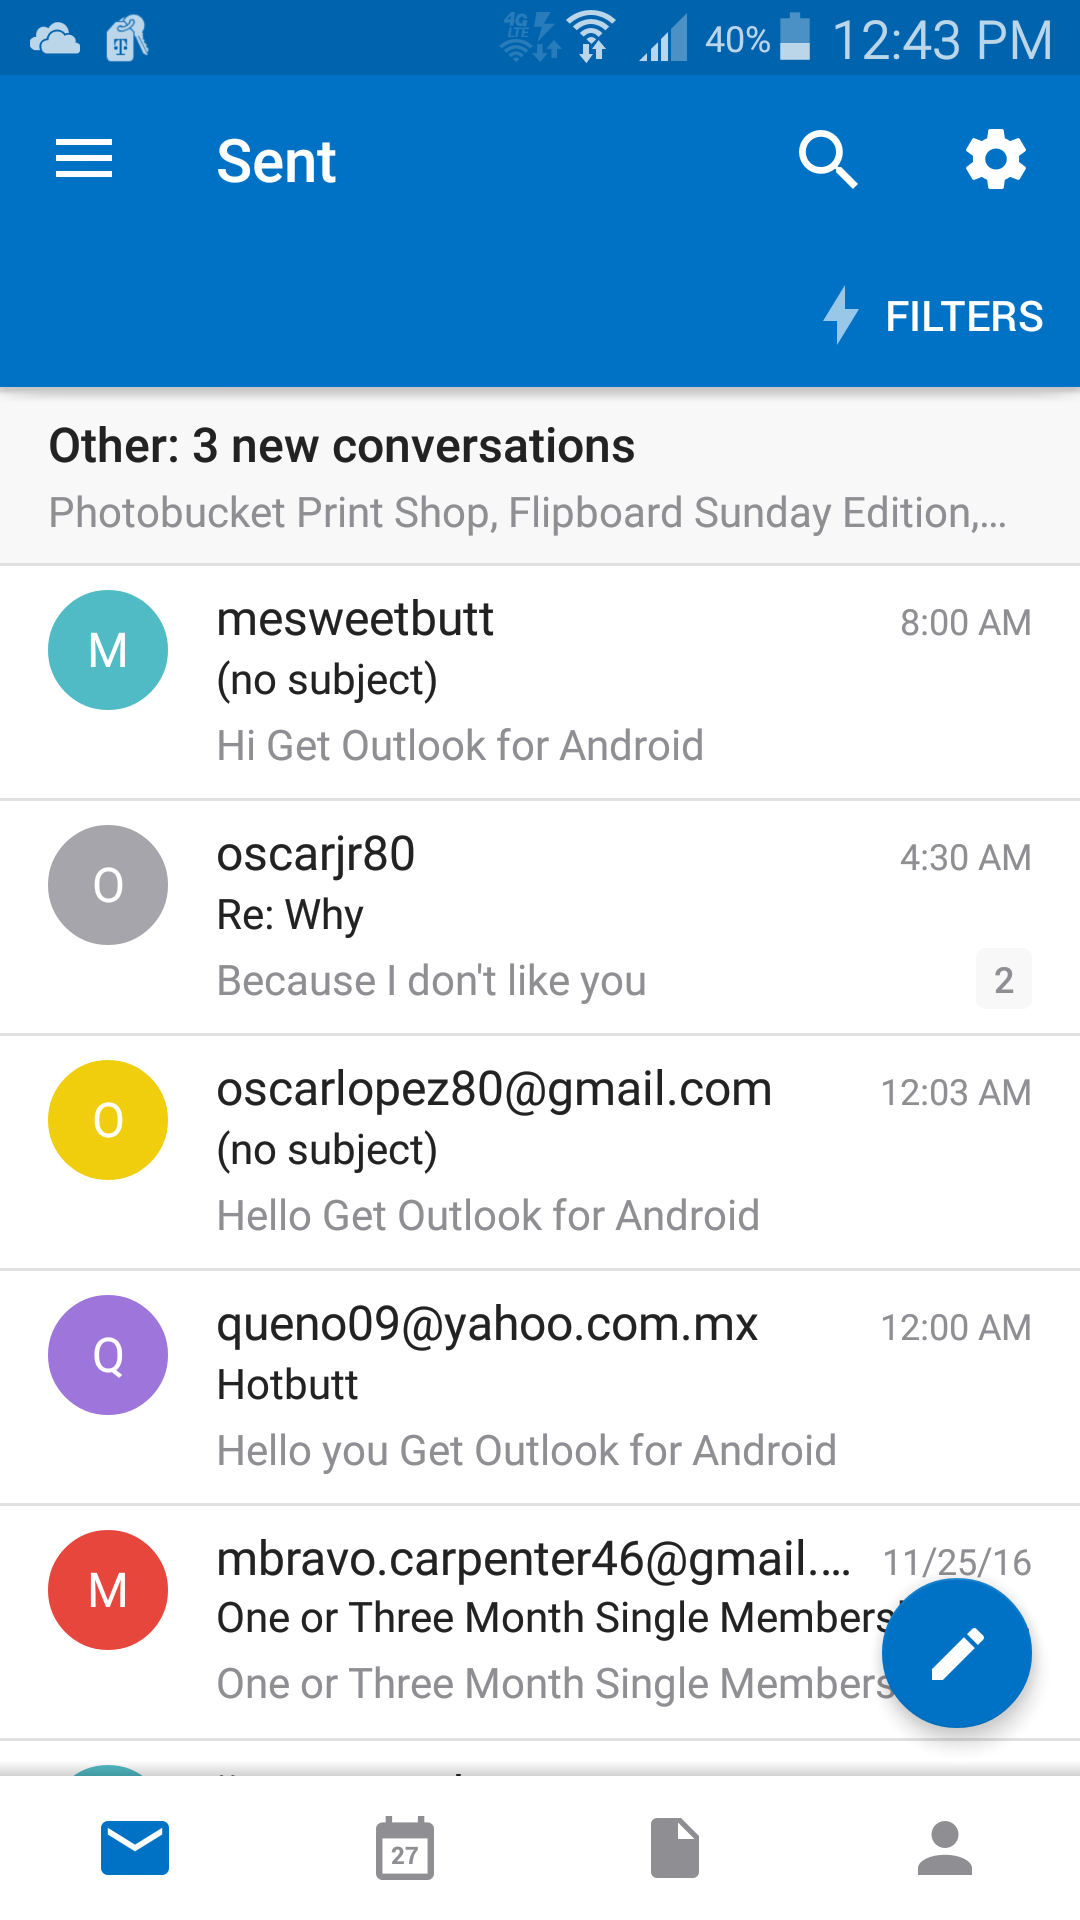 4G LTE 40% 12:43 PM
Sent
FILTERS
Other: 3 new conversations
Photobucket Print Shop, Flipboard Sunday Edition,...
M mesweetbutt 8:00 AM
(no subject)
Hi Get Outlook for Android
O oscarjr80 4:30 AM
Re: Why
Because I don't like you 2
O oscarlopez80@gmail.com 12:03 AM
(no subject)
Hello Get Outlook for Android
Q queno09@yahoo.com.mx 12:00 AM
Hotbutt
Hello you Get Outlook for Android
M mbravo.carpenter46@gmail.... 11/25/16
One or Three Month Single Members
One or Three Month Single Members
27